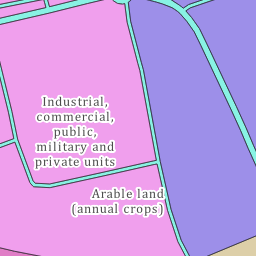 Industrial,
commercial,
public,
military and
private units
Arable land
(annual crops)